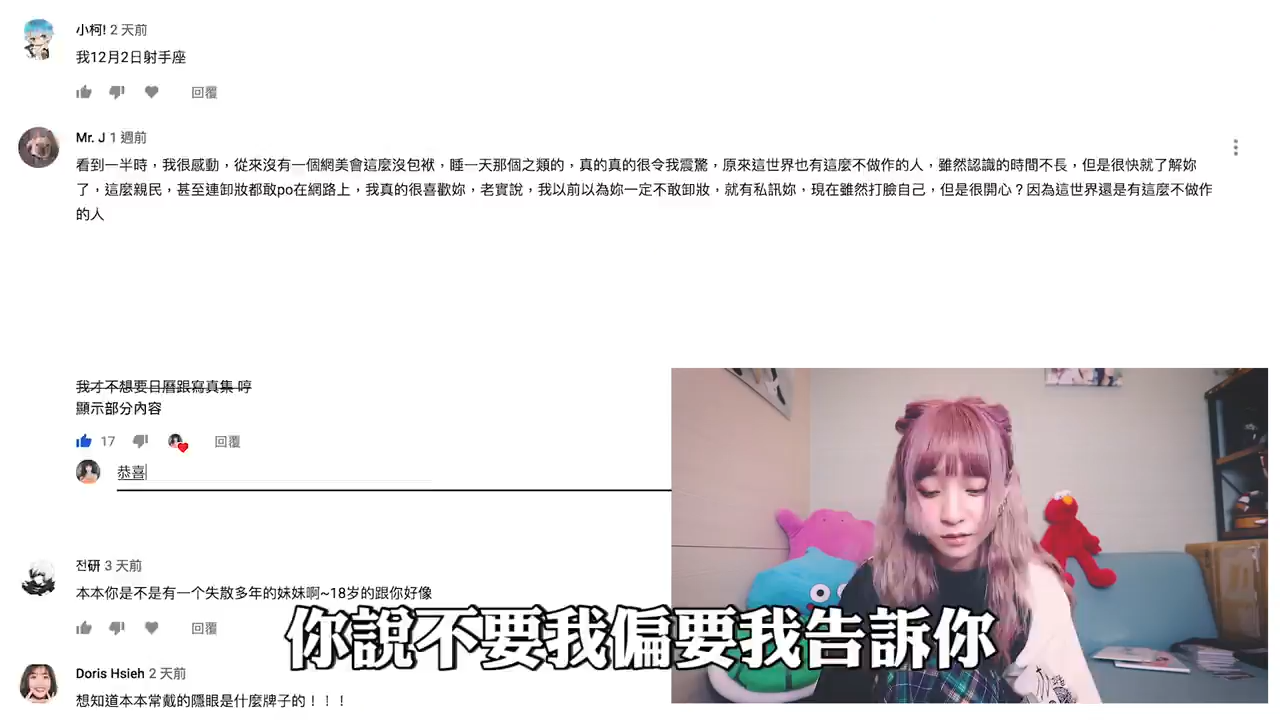 小柯! 2 天前
我12月2日射手座
回覆
Mr. J 1 週前
看到一半時，我很感動，從來沒有一個網美會這麼沒包袱，睡一天那個之類的，真的真的很令我震驚，原來這世界也有這麼不做作的人，雖然認識的時間不長，但是很快就了解妳
了，這麼親民，甚至連卸妝都敢po在網路上，我真的很喜歡妳，老實說，我以前以為妳一定不敢卸妝，就有私訊妳，現在雖然打臉自己，但是很開心？因為這世界還是有這麼不做作
的人
我才不想要日曆跟寫真集 哼
顯示部分內容
17 回覆
恭喜
전研 3 天前
本本你是不是有一个失散多年的妹妹啊~18岁的跟你好像
回覆
你說不要我偏要我告訴你
Doris Hsieh 2 天前
想知道本本常戴的隱眼是什麼牌子的！！！